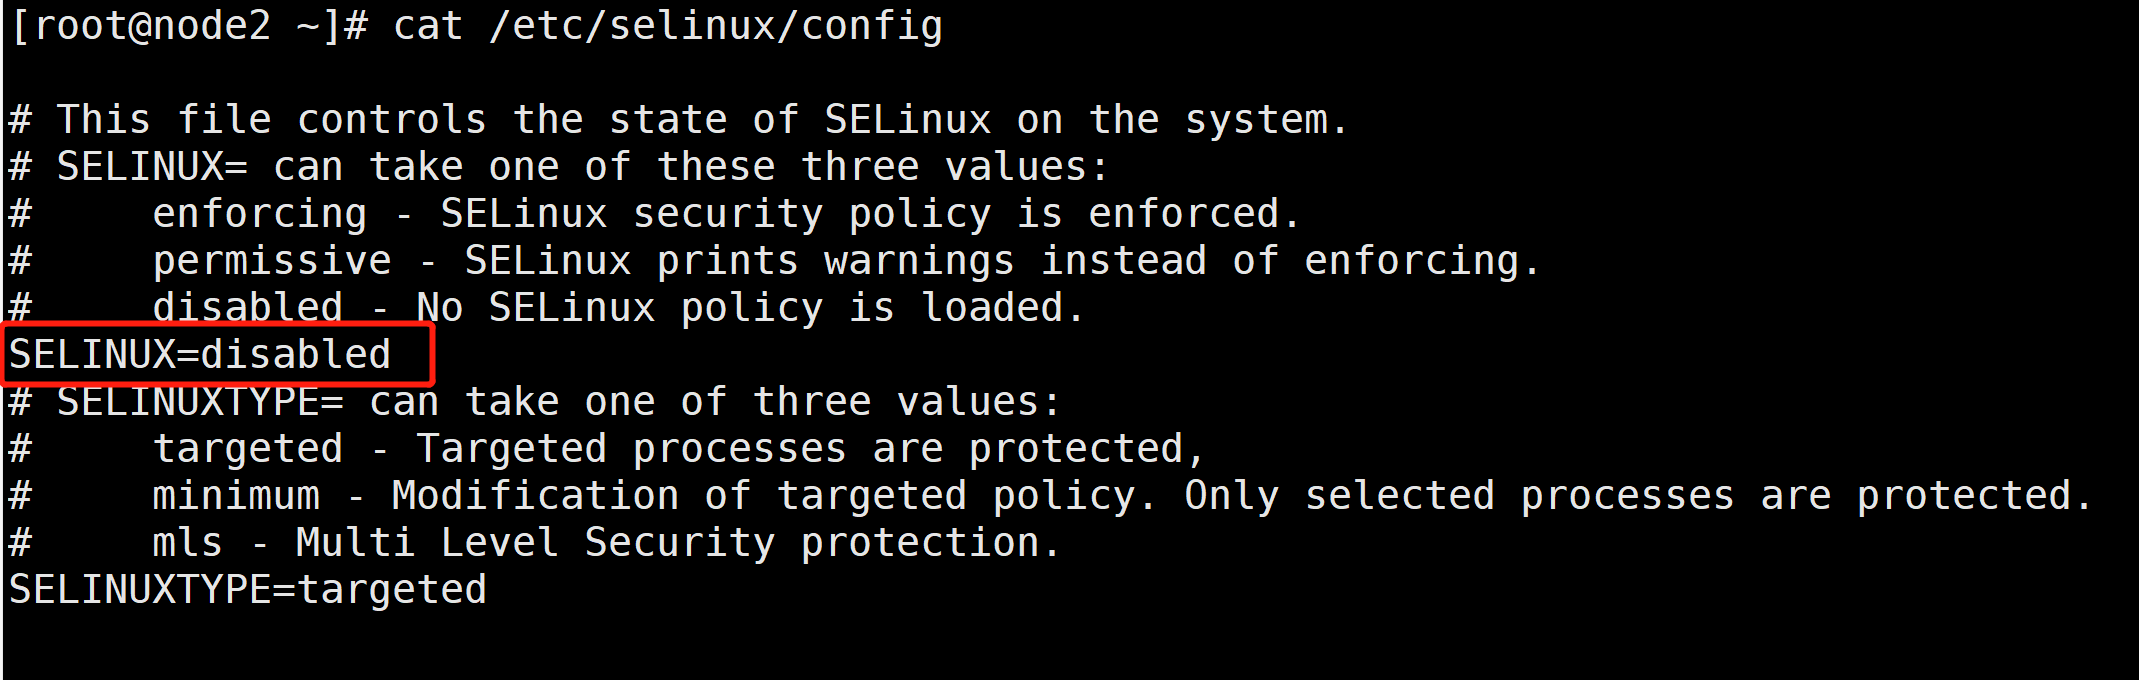 [root@node2 ~]# cat /etc/selinux/config

# This file controls the state of SELinux on the system.
# SELINUX= can take one of these three values:
#     enforcing - SELinux security policy is enforced.
#     permissive - SELinux prints warnings instead of enforcing.
#     disabled - No SELinux policy is loaded.
SELINUX=disabled
# SELINUXTYPE= can take one of three values:
#     targeted - Targeted processes are protected,
#     minimum - Modification of targeted policy. Only selected processes are protected.
#     mls - Multi Level Security protection.
SELINUXTYPE=targeted